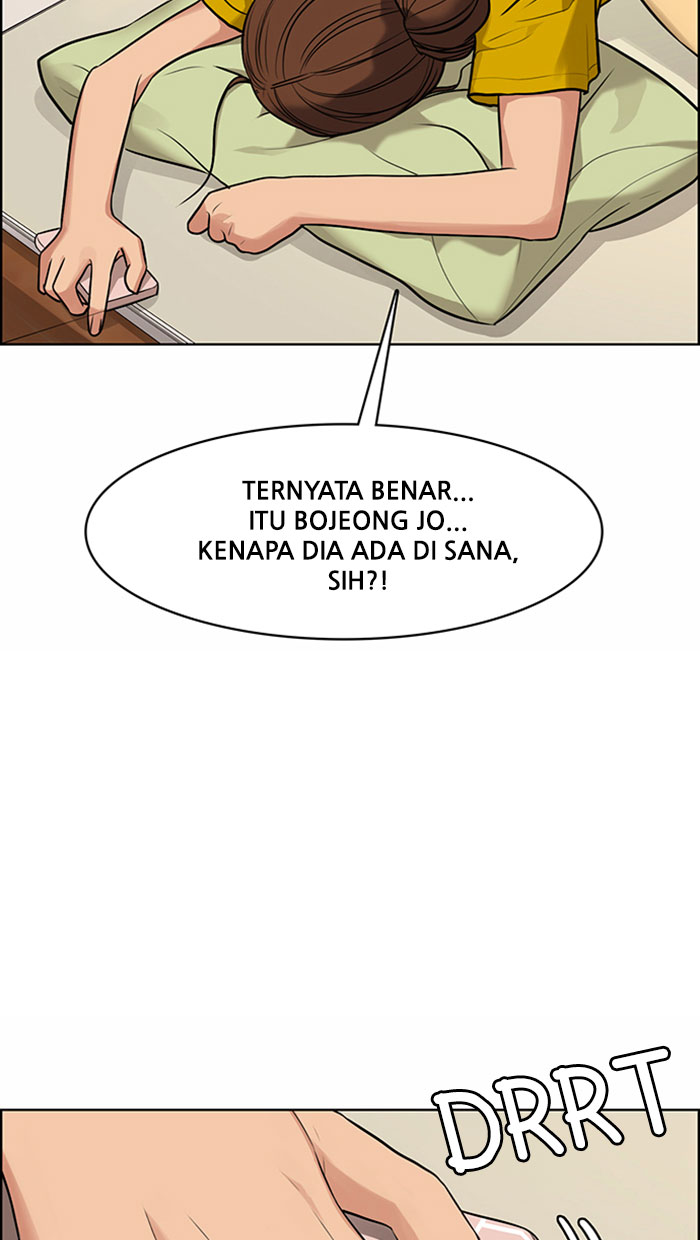 TERNYATA BENAR...
ITU BOJEONG JO...
KENAPA DIA ADA DI SANA,
SIH?!
DRRT